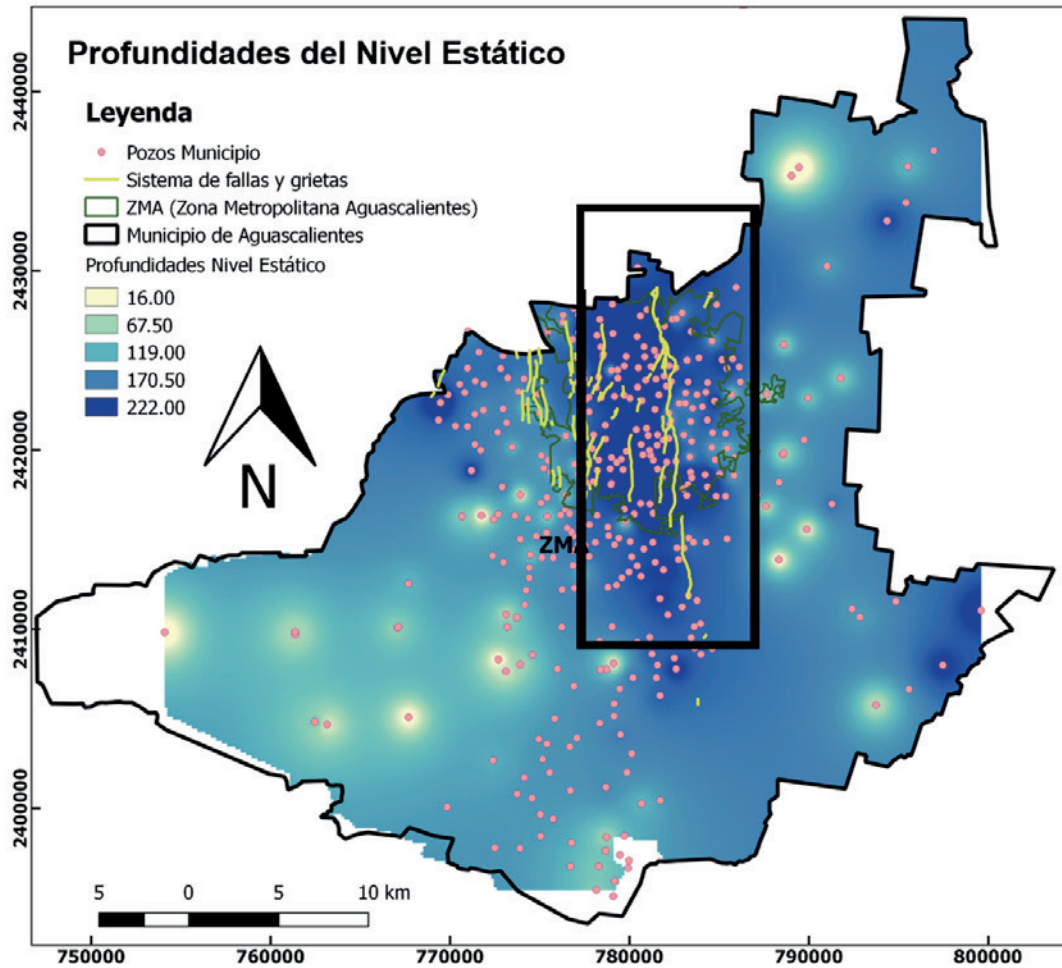 Profundidades del Nivel Estático
Leyenda
Pozos Municipio
Sistema de fallas y grietas
ZMA (Zona Metropolitana Aguascalientes)
Municipio de Aguascalientes
Profundidades Nivel Estático
16.00
67.50
119.00
170.50
222.00
N
ZMA
5 0 5 10 km
2440000
2430000
2420000
2410000
2400000
750000 760000 770000 780000 790000 800000